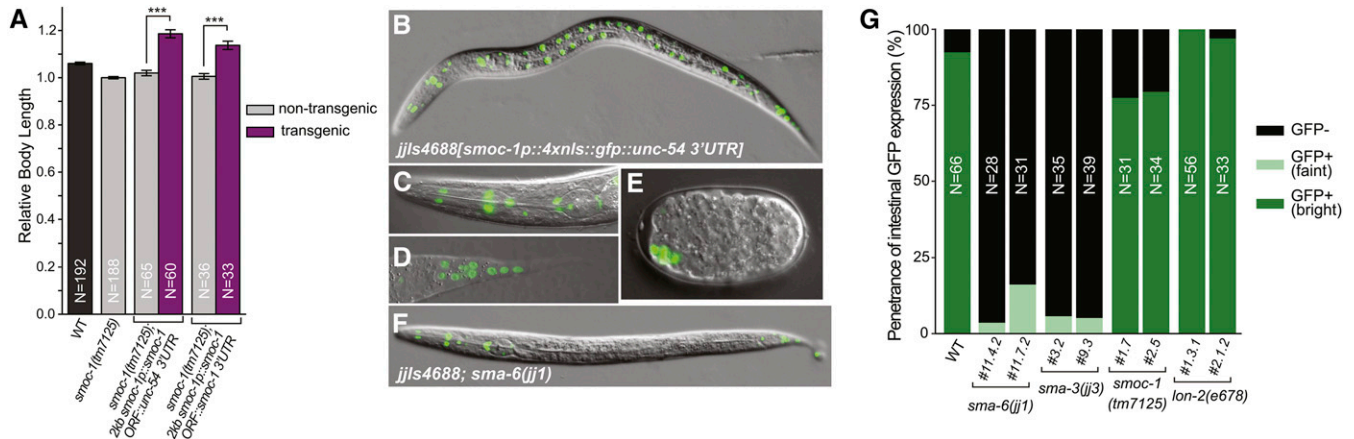 A
Relative Body Length
1.2
1.0
0.8
0.6
0.4
0.2
0.0
***
***
N=192
N=188
N=65
N=60
N=36
N=33
WT
smoc-1(tm7125)
smoc-1(tm7125);
2kb smoc-1p::smoc-1
ORF::unc-54 3'UTR
smoc-1(tm7125);
2kb smoc-1p::smoc-1
ORF::smoc-1 3'UTR
non-transgenic
transgenic
B
jjIs4688[smoc-1p::4xnls::gfp::unc-54 3'UTR]
C
D
E
F
jjIs4688; sma-6(jj1)
G
Penetrance of intestinal GFP expression (%)
100
75
50
25
0
N=66
N=28
N=31
N=35
N=39
N=31
N=34
N=56
N=33
WT
#11.4.2
#11.7.2
#3.2
#9.3
#1.7
#2.5
#1.3.1
#2.1.2
sma-6(jj1)
sma-3(jj3)
smoc-1
(tm7125)
lon-2(e678)
GFP-
GFP+
(faint)
GFP+
(bright)